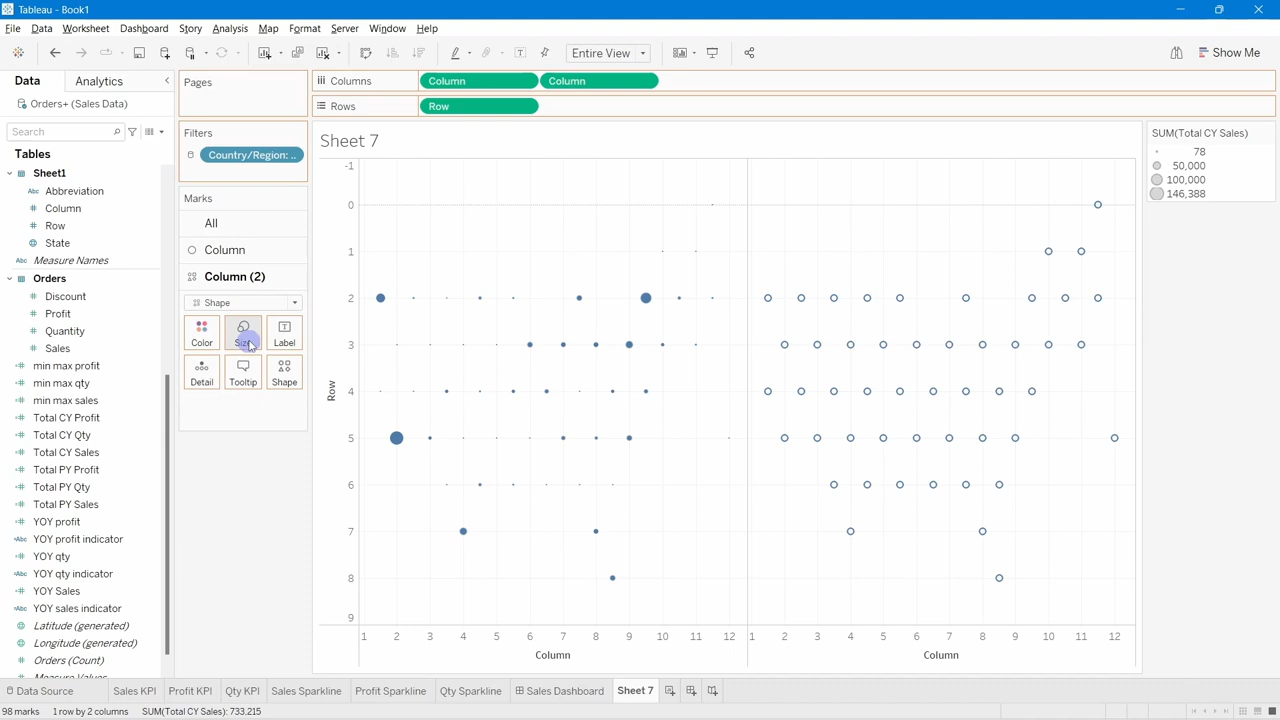 Tableau - Book1
File Data Worksheet Dashboard Story Analysis Map Format Server Window Help
Entire View
Show Me
Data Analytics
Orders+ (Sales Data)
Search
Tables
Sheet1
Abc Abbreviation
Column
Row
State
Abc Measure Names
Orders
Discount
Profit
Quantity
Sales
min max profit
min max qty
min max sales
Total CY Profit
Total CY Qty
Total CY Sales
Total PY Profit
Total PY Qty
Total PY Sales
YOY profit
YOY profit indicator
YOY qty
YOY qty indicator
YOY Sales
YOY sales indicator
Latitude (generated)
Longitude (generated)
Orders (Count)
Pages
Filters
Country/Region: ..
Marks
All
Column
Column (2)
Shape
Color Size Label
Detail Tooltip Shape
Columns Column Column
Rows Row
Sheet 7
-1
0
1
2
3
4
5
6
7
8
9
Row
1 2 3 4 5 6 7 8 9 10 11 12 1 2 3 4 5 6 7 8 9 10 11 12
Column Column
SUM(Total CY Sales)
78
50,000
100,000
146,388
Data Source Sales KPI Profit KPI Qty KPI Sales Sparkline Profit Sparkline Qty Sparkline Sales Dashboard Sheet 7
98 marks 1 row by 2 columns SUM(Total CY Sales): 733,215